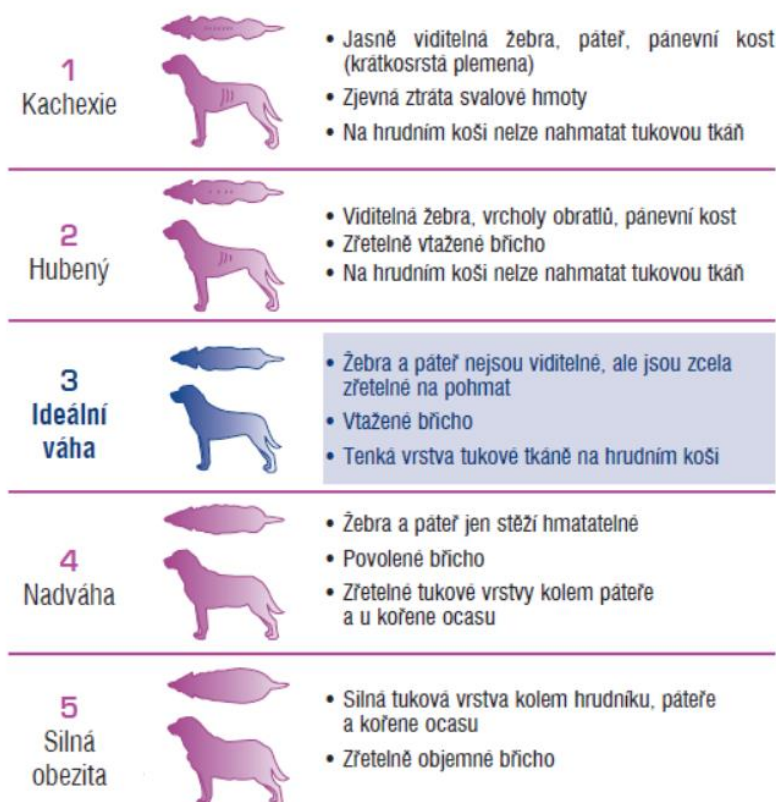 1
Kachexie
• Jasně viditelná žebra, páteř, pánevní kost
(krátkosrstá plemena)
• Zjevná ztráta svalové hmoty
• Na hrudním koši nelze nahmatat tukovou tkáň
2
Hubený
• Viditelná žebra, vrcholy obratlů, pánevní kost
• Zřetelně vtažené břicho
• Na hrudním koši nelze nahmatat tukovou tkáň
3
Ideální
váha
• Žebra a páteř nejsou viditelné, ale jsou zcela
zřetelné na pohmat
• Vtažené břicho
• Tenká vrstva tukové tkáně na hrudním koši
4
Nadváha
• Žebra a páteř jen stěží hmatatelné
• Povolené břicho
• Zřetelné tukové vrstvy kolem páteře
a u kořene ocasu
5
Silná
obezita
• Silná tuková vrstva kolem hrudníku, páteře
a kořene ocasu
• Zřetelně objemné břicho